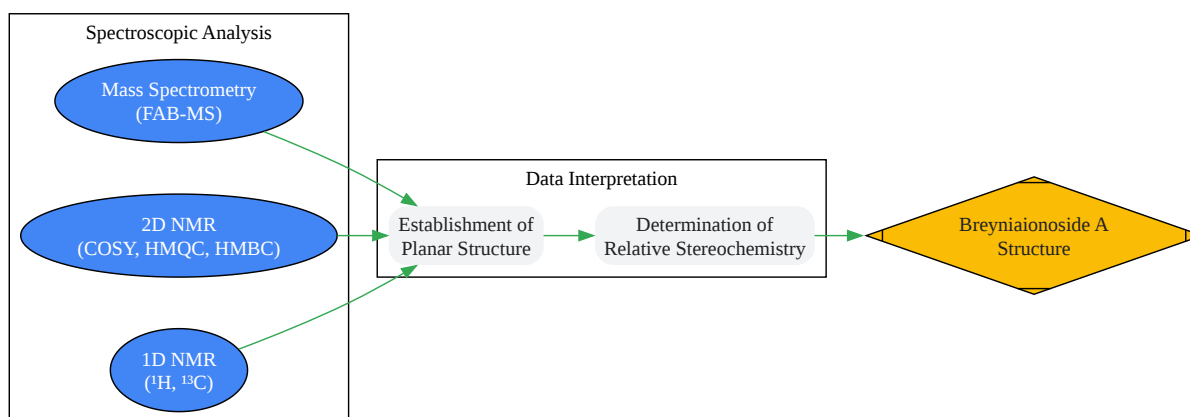 Spectroscopic Analysis
Mass Spectrometry
(FAB-MS)
2D NMR
(COSY, HMQC, HMBC)
1D NMR
(¹H, ¹³C)
Data Interpretation
Establishment of
Planar Structure
Determination of
Relative Stereochemistry
Breyniaionoside A
Structure